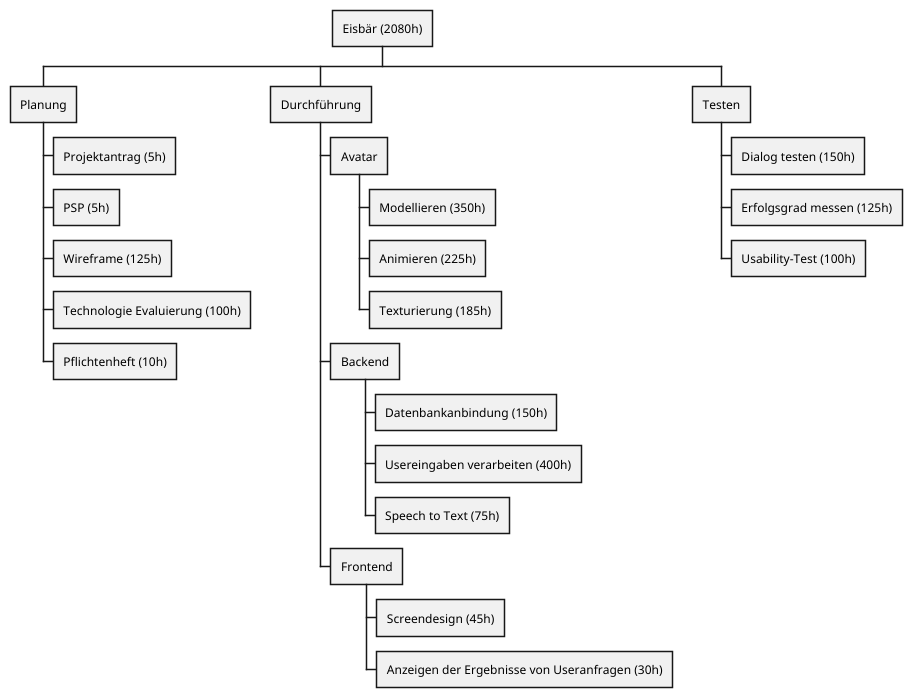 Eisbär (2080h)
Planung
Projektantrag (5h)
PSP (5h)
Wireframe (125h)
Technologie Evaluierung (100h)
Pflichtenheft (10h)
Durchführung
Avatar
Modellieren (350h)
Animieren (225h)
Texturierung (185h)
Backend
Datenbankanbindung (150h)
Usereingaben verarbeiten (400h)
Speech to Text (75h)
Frontend
Screendesign (45h)
Anzeigen der Ergebnisse von Useranfragen (30h)
Testen
Dialog testen (150h)
Erfolgsgrad messen (125h)
Usability-Test (100h)